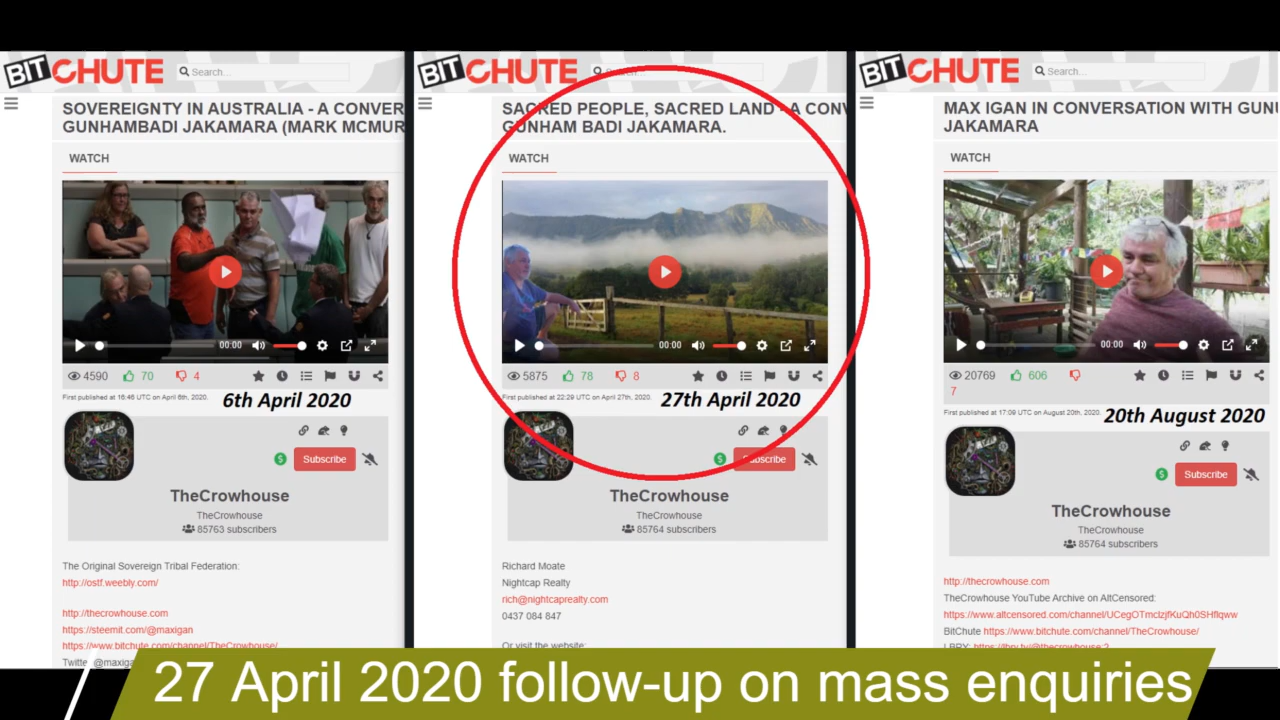 BITCHUTE
Search...
SOVEREIGNTY IN AUSTRALIA - A CONVER
GUNHAMBADI JAKAMARA (MARK MCMUR
WATCH
00:00
4590 70 4
First published at 16:46 UTC on April 6th, 2020.
6th April 2020
Subscribe
TheCrowhouse
TheCrowhouse
85763 subscribers
The Original Sovereign Tribal Federation:
http://ostf.weebly.com/
http://thecrowhouse.com
https://steemit.com/@maxigan
https://www.bitchute.com/channel/TheCrowhouse/
BITCHUTE
SACRED PEOPLE, SACRED LAND - A CONV
GUNHAM BADI JAKAMARA.
WATCH
00:00
5875 78 8
First published at 22:29 UTC on April 27th, 2020.
27th April 2020
Subscribe
TheCrowhouse
TheCrowhouse
85764 subscribers
Richard Moate
Nightcap Realty
rich@nightcaprealty.com
0437 084 847
Or visit the website:
BITCHUTE
Search...
MAX IGAN IN CONVERSATION WITH GUN
JAKAMARA
WATCH
00:00
20769 606
7
First published at 17:09 UTC on August 20th, 2020.
20th August 2020
Subscribe
TheCrowhouse
TheCrowhouse
85764 subscribers
http://thecrowhouse.com
TheCrowhouse YouTube Archive on AltCensored:
https://www.altcensored.com/channel/UCegOTmclzjfKuQh0SHflqww
BitChute https://www.bitchute.com/channel/TheCrowhouse/
27 April 2020 follow-up on mass enquiries